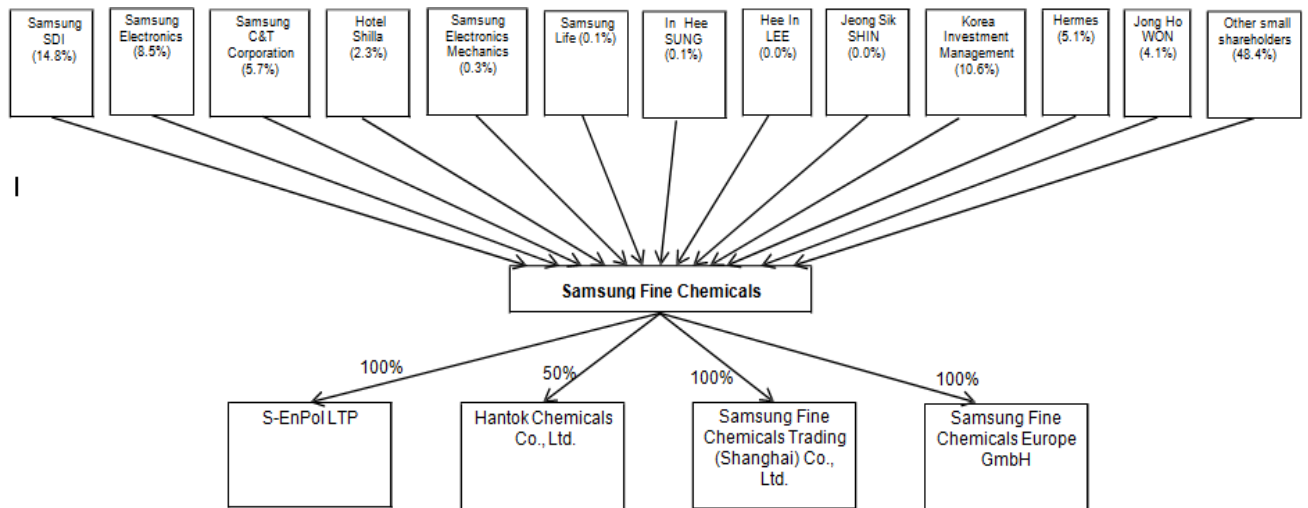 Samsung
SDI
(14.8%)
Samsung
Electronics
(8.5%)
Samsung
C&T
Corporation
(5.7%)
Hotel
Shilla
(2.3%)
Samsung
Electronics
Mechanics
(0.3%)
Samsung
Life (0.1%)
In Hee
SUNG
(0.1%)
Hee In
LEE
(0.0%)
Jeong Sik
SHIN
(0.0%)
Korea
Investment
Management
(10.6%)
Hermes
(5.1%)
Jong Ho
WON
(4.1%)
Other small
shareholders
(48.4%)
I
Samsung Fine Chemicals
100%
50%
100%
100%
S-EnPol LTP
Hantok Chemicals
Co., Ltd.
Samsung Fine
Chemicals Trading
(Shanghai) Co.,
Ltd.
Samsung Fine
Chemicals Europe
GmbH